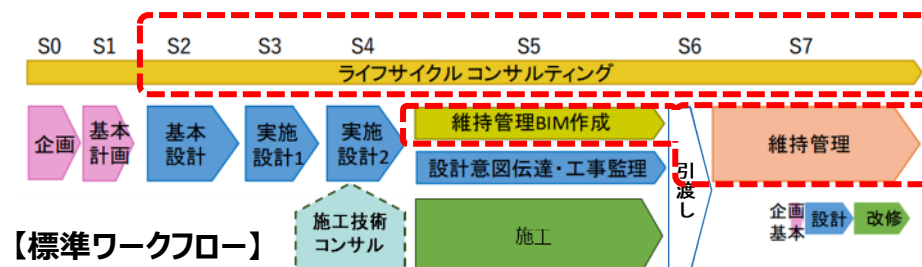 S0 S1 S2 S3 S4 S5 S6 S7
ライフサイクル コンサルティング
企画
基本
計画
基本
設計
実施
設計1
実施
設計2
維持管理BIM作成
設計意図伝達・工事監理
施工技術
コンサル
施工
引渡し
維持管理
企画
基本
設計
改修
【標準ワークフロー】